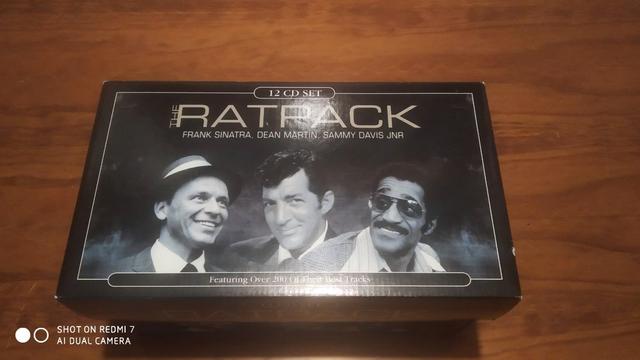 12 CD SET
THE RATPACK
FRANK SINATRA, DEAN MARTIN, SAMMY DAVIS JNR
Featuring Over 200 Of Their Best Tracks
SHOT ON REDMI 7
AI DUAL CAMERA